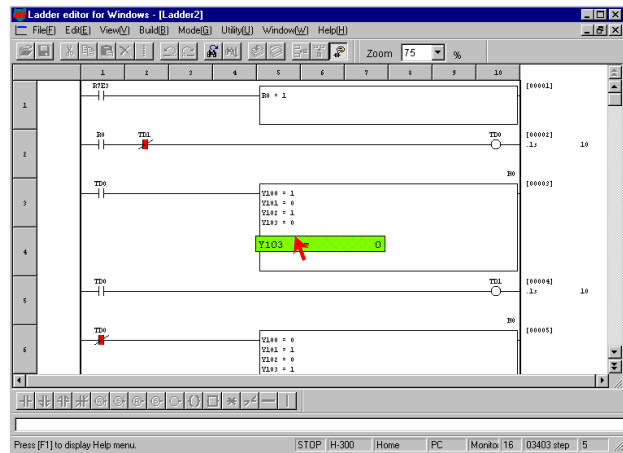 Ladder editor for Windows - [Ladder2]
File(F) Edit(E) View(V) Build(B) Mode(G) Utility(U) Window(W) Help(H)
Zoom 75 %
1 2 3 4 5 6 7 8 9 10
1 R7E3 R0 = 1 [00001]
R0 TD1 TD0 [00002]
2 .1s 10
R0
TD0 [00003]
3 Y100 = 1
Y101 = 0
Y102 = 1
Y103 = 0
4 Y103 = 0
TD0 TD1 [00004]
5 .1s 10
R0
TD0 [00005]
6 Y100 = 0
Y101 = 1
Y102 = 0
Y103 = 1
Press [F1] to display Help menu. STOP H-300 Home PC Monitor 16 03403 step 5